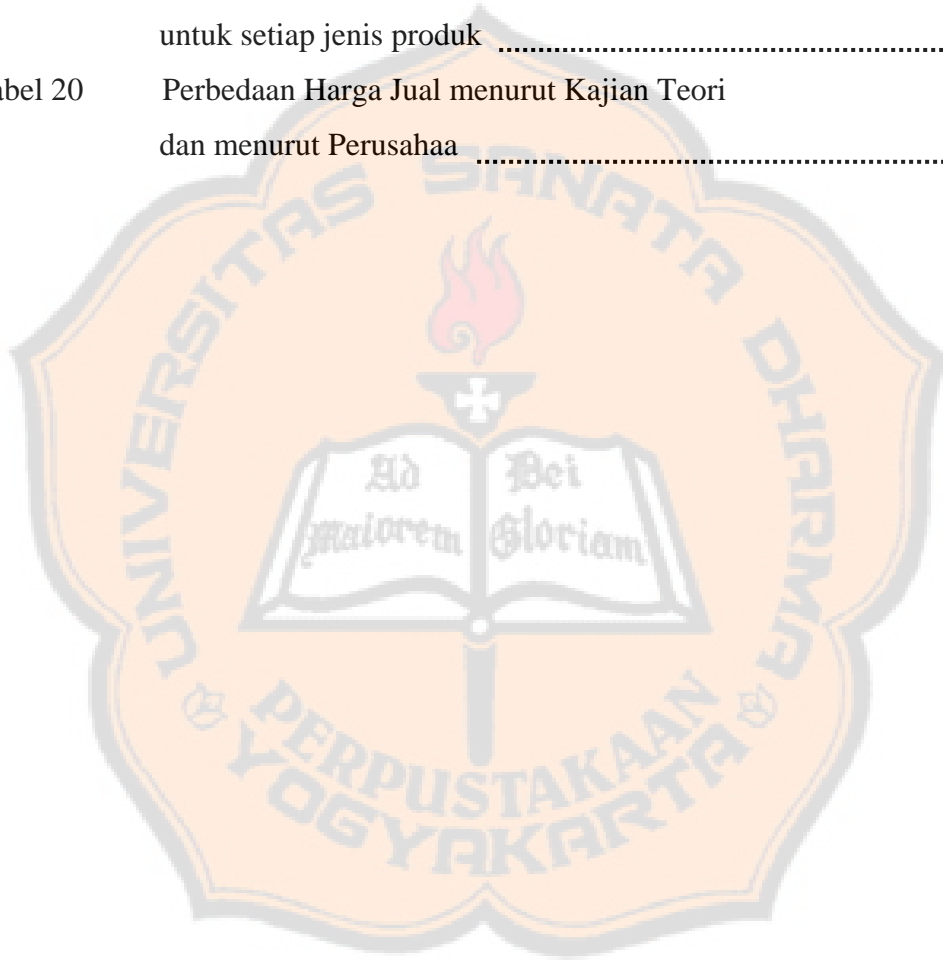 untuk setiap jenis produk ........................................................
abel 20 Perbedaan Harga Jual menurut Kajian Teori
dan menurut Perusahaa ........................................................
UNIVERSITAS SANATA DHARMA
Ad Dei
maiorem Gloriam
PERPUSTAKAAN
YOGYAKARTA